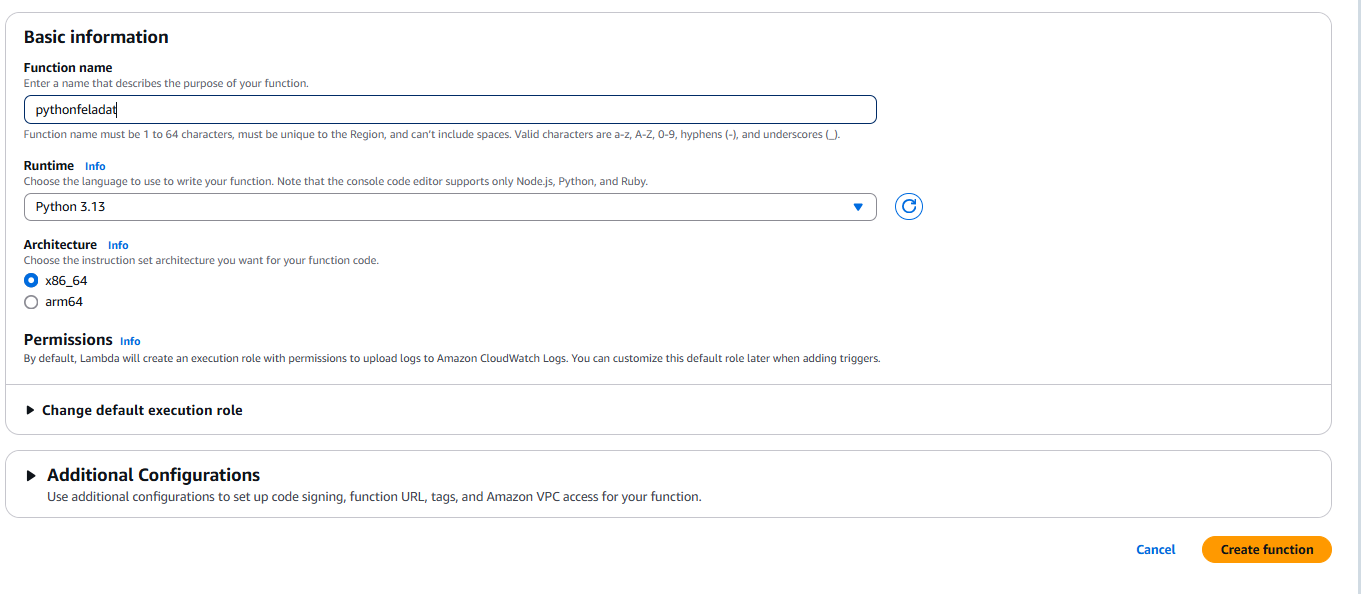 Basic information
Function name
Enter a name that describes the purpose of your function.
pythonfeladat
Function name must be 1 to 64 characters, must be unique to the Region, and can't include spaces. Valid characters are a-z, A-Z, 0-9, hyphens (-), and underscores (_).
Runtime Info
Choose the language to use to write your function. Note that the console code editor supports only Node.js, Python, and Ruby.
Python 3.13
Architecture Info
Choose the instruction set architecture you want for your function code.
x86_64
arm64
Permissions Info
By default, Lambda will create an execution role with permissions to upload logs to Amazon CloudWatch Logs. You can customize this default role later when adding triggers.
Change default execution role
Additional Configurations
Use additional configurations to set up code signing, function URL, tags, and Amazon VPC access for your function.
Cancel Create function